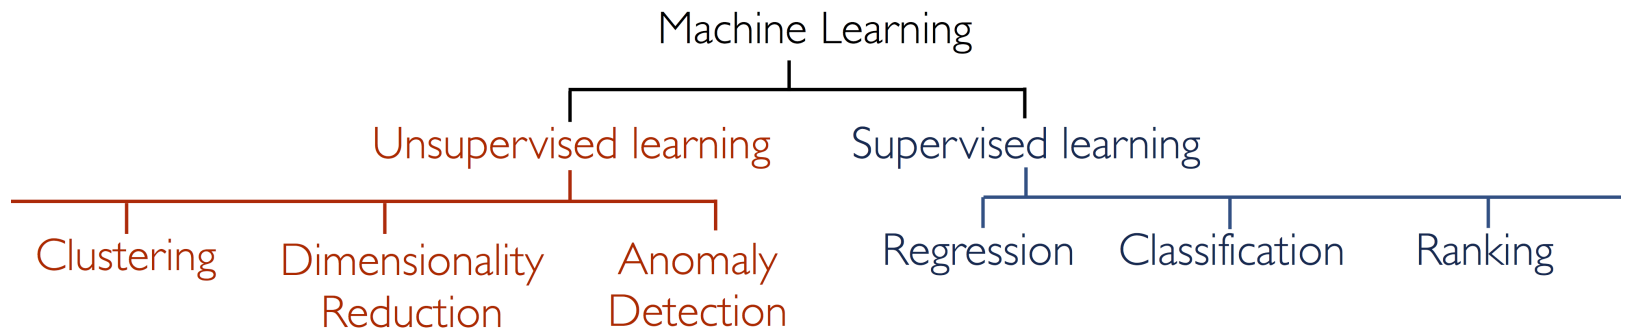 Machine Learning
Unsupervised learning
Supervised learning
Clustering
Dimensionality
Reduction
Anomaly
Detection
Regression
Classification
Ranking